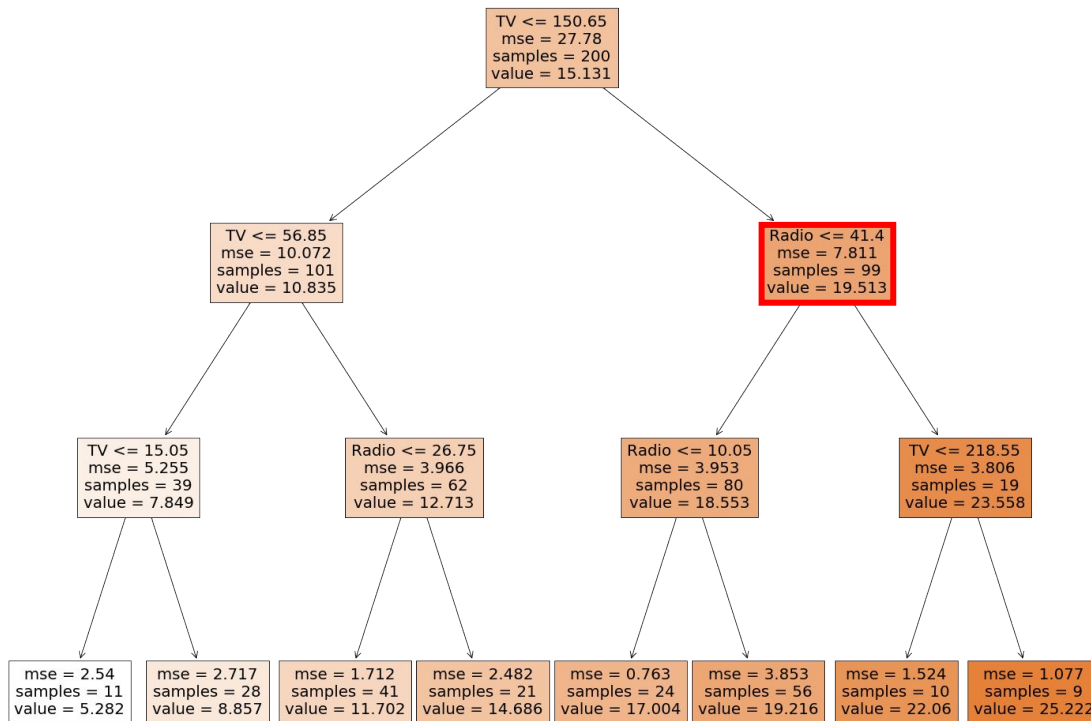 TV <= 150.65
mse = 27.78
samples = 200
value = 15.131
TV <= 56.85
mse = 10.072
samples = 101
value = 10.835
Radio <= 41.4
mse = 7.811
samples = 99
value = 19.513
TV <= 15.05
mse = 5.255
samples = 39
value = 7.849
Radio <= 26.75
mse = 3.966
samples = 62
value = 12.713
Radio <= 10.05
mse = 3.953
samples = 80
value = 18.553
TV <= 218.55
mse = 3.806
samples = 19
value = 23.558
mse = 2.54
samples = 11
value = 5.282
mse = 2.717
samples = 28
value = 8.857
mse = 1.712
samples = 41
value = 11.702
mse = 2.482
samples = 21
value = 14.686
mse = 0.763
samples = 24
value = 17.004
mse = 3.853
samples = 56
value = 19.216
mse = 1.524
samples = 10
value = 22.06
mse = 1.077
samples = 9
value = 25.222